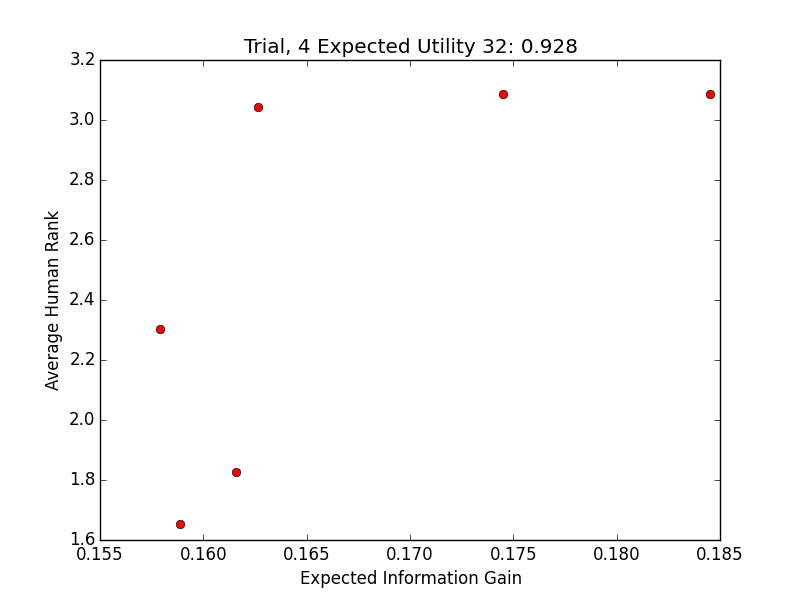 Trial, 4 Expected Utility 32: 0.928
3.2
3.0
2.8
2.6
2.4
2.2
2.0
1.8
1.6
Average Human Rank
0.155 0.160 0.165 0.170 0.175 0.180 0.185
Expected Information Gain